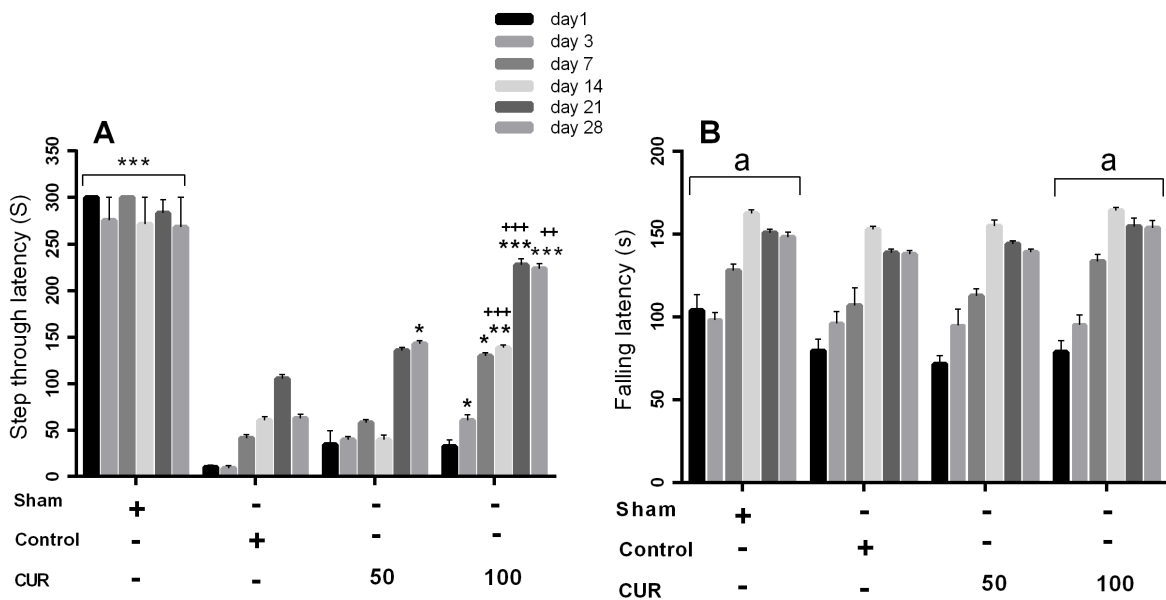 day1
day 3
day 7
day 14
day 21
day 28
A
Step through latency (S)
350
300
250
200
150
100
50
0
***
*
*
+++
* **
+++
***
++
***
Sham + - - -
Control - + - -
CUR - - 50 100
B
Falling latency (s)
200
150
100
50
0
a
a
Sham + - - -
Control - + - -
CUR - - 50 100